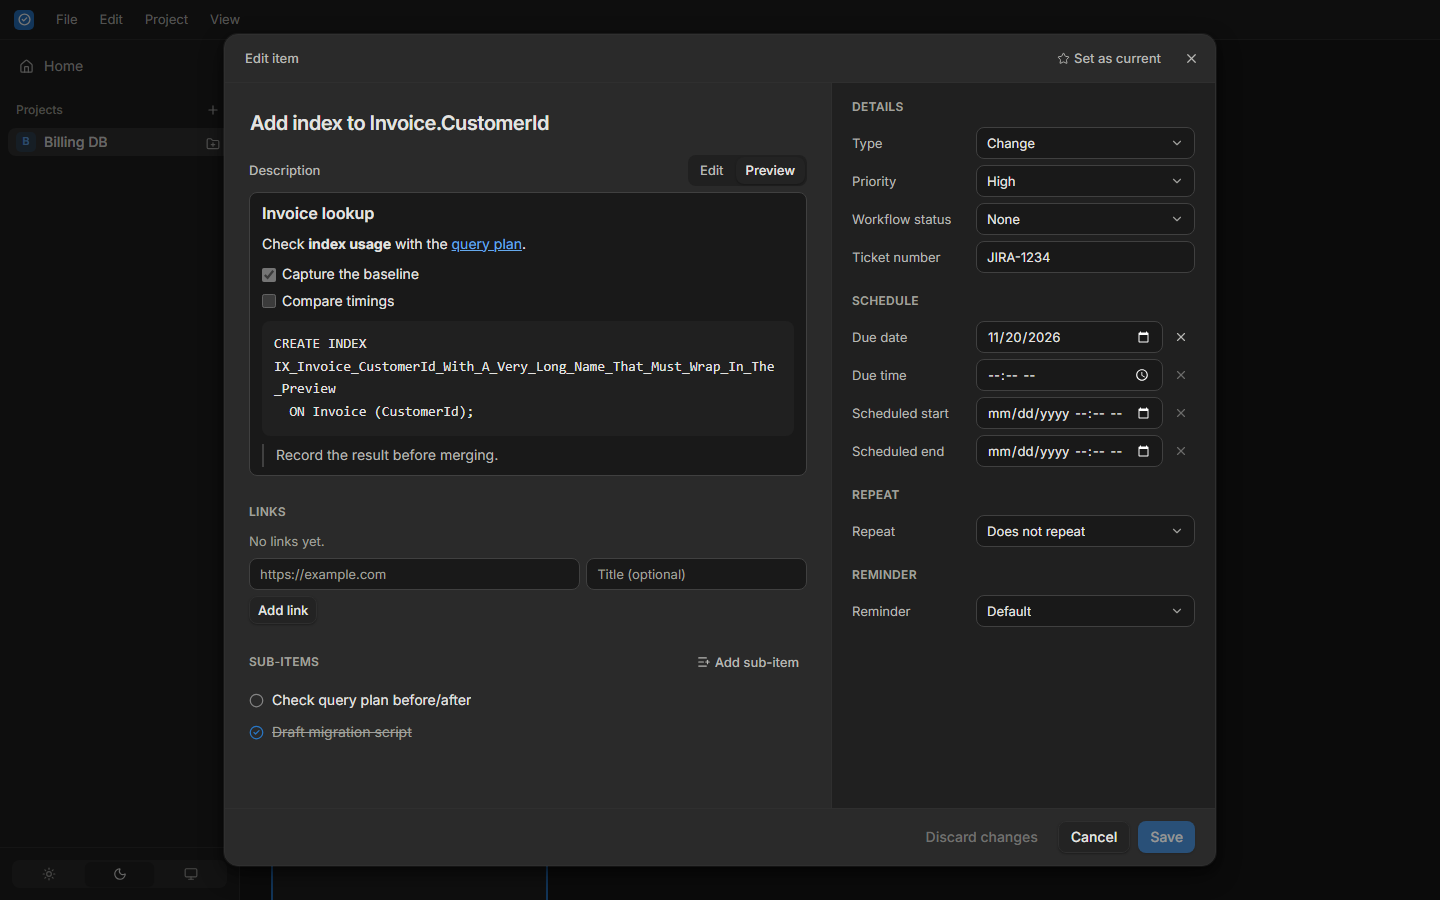 File Edit Project View
Home
Projects
B Billing DB
Edit item
Set as current
Add index to Invoice.CustomerId
Description
Edit Preview
Invoice lookup
Check index usage with the query plan.
Capture the baseline
Compare timings
CREATE INDEX
IX_Invoice_CustomerId_With_A_Very_Long_Name_That_Must_Wrap_In_The
_Preview
ON Invoice (CustomerId);
Record the result before merging.
LINKS
No links yet.
https://example.com
Title (optional)
Add link
SUB-ITEMS
Add sub-item
Check query plan before/after
Draft migration script
DETAILS
Type Change
Priority High
Workflow status None
Ticket number JIRA-1234
SCHEDULE
Due date 11/20/2026
Due time --:-- --
Scheduled start mm/dd/yyyy --:-- --
Scheduled end mm/dd/yyyy --:-- --
REPEAT
Repeat Does not repeat
REMINDER
Reminder Default
Discard changes Cancel Save